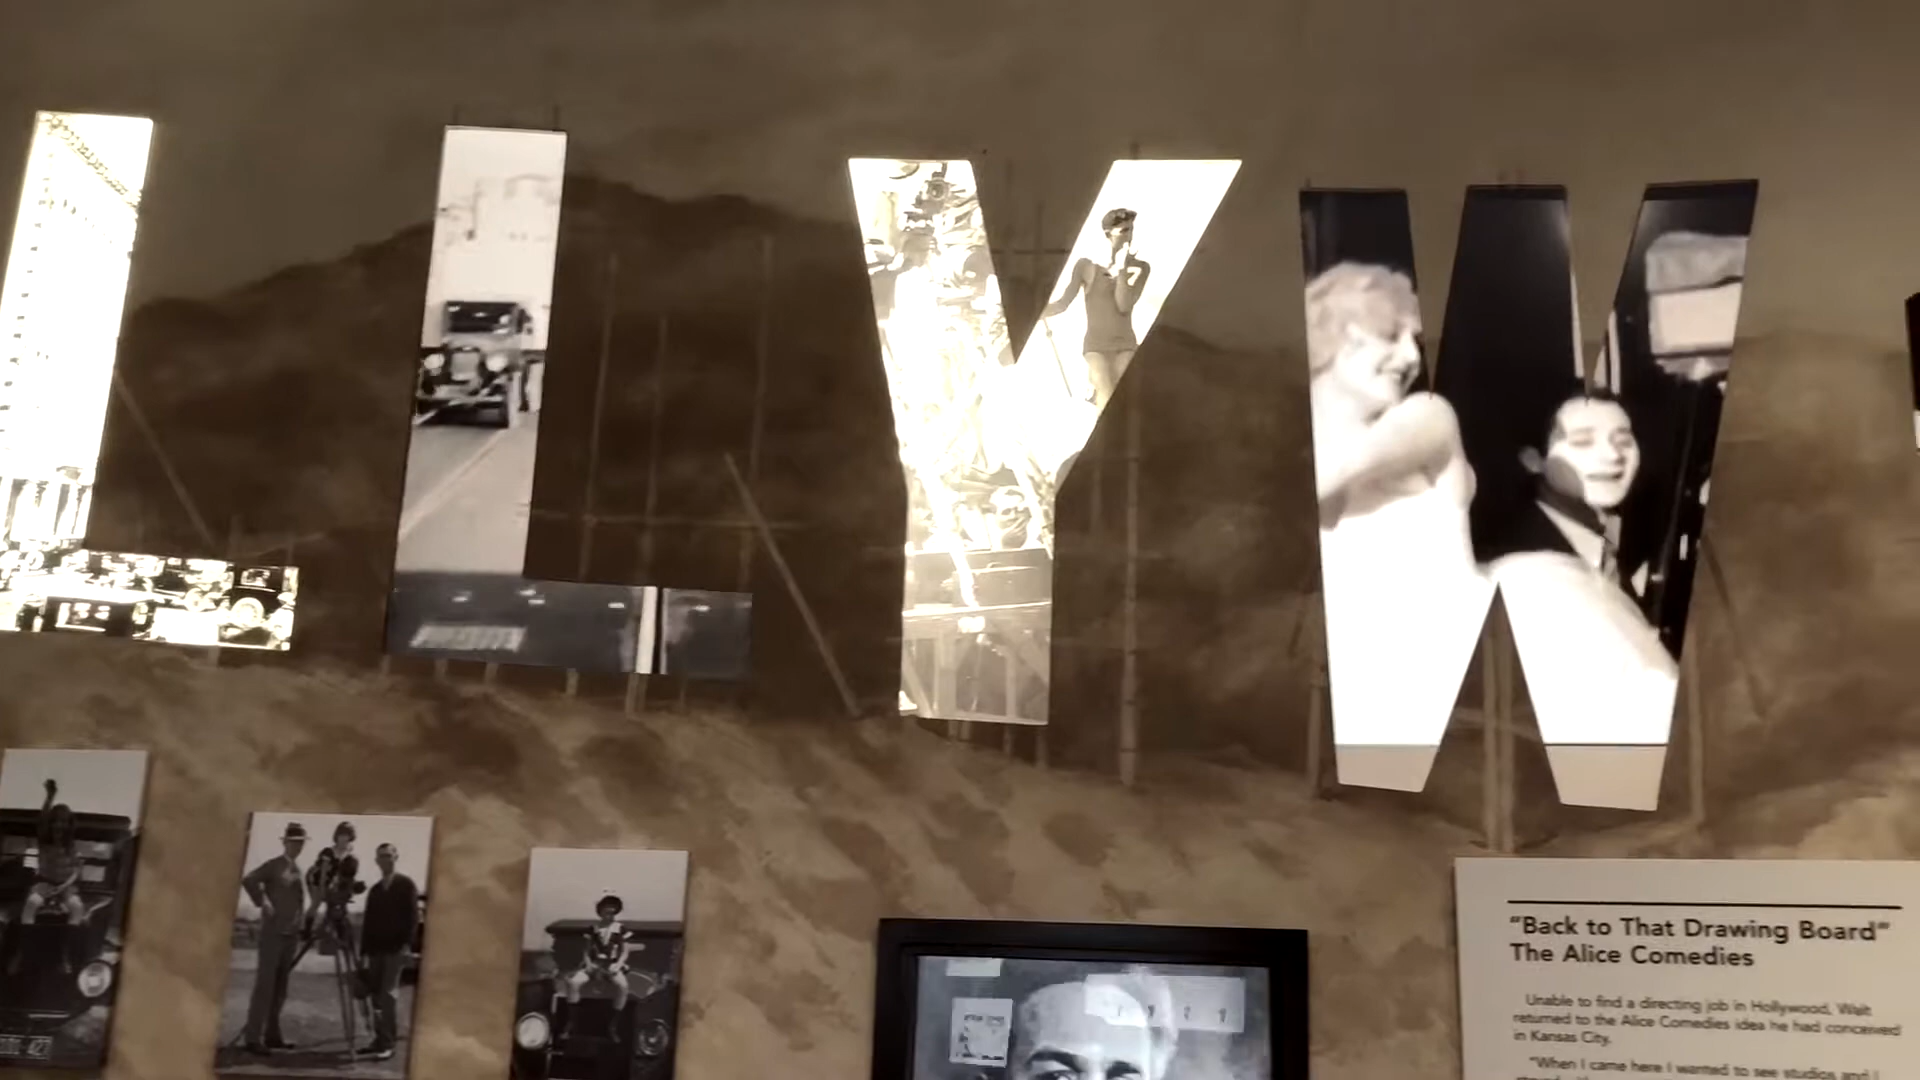 LLYW
"Back to That Drawing Board"
The Alice Comedies
Unable to find a directing job in Hollywood, Walt
returned to the Alice Comedies idea he had conceived
in Kansas City.
"When I came here I wanted to see studios and I